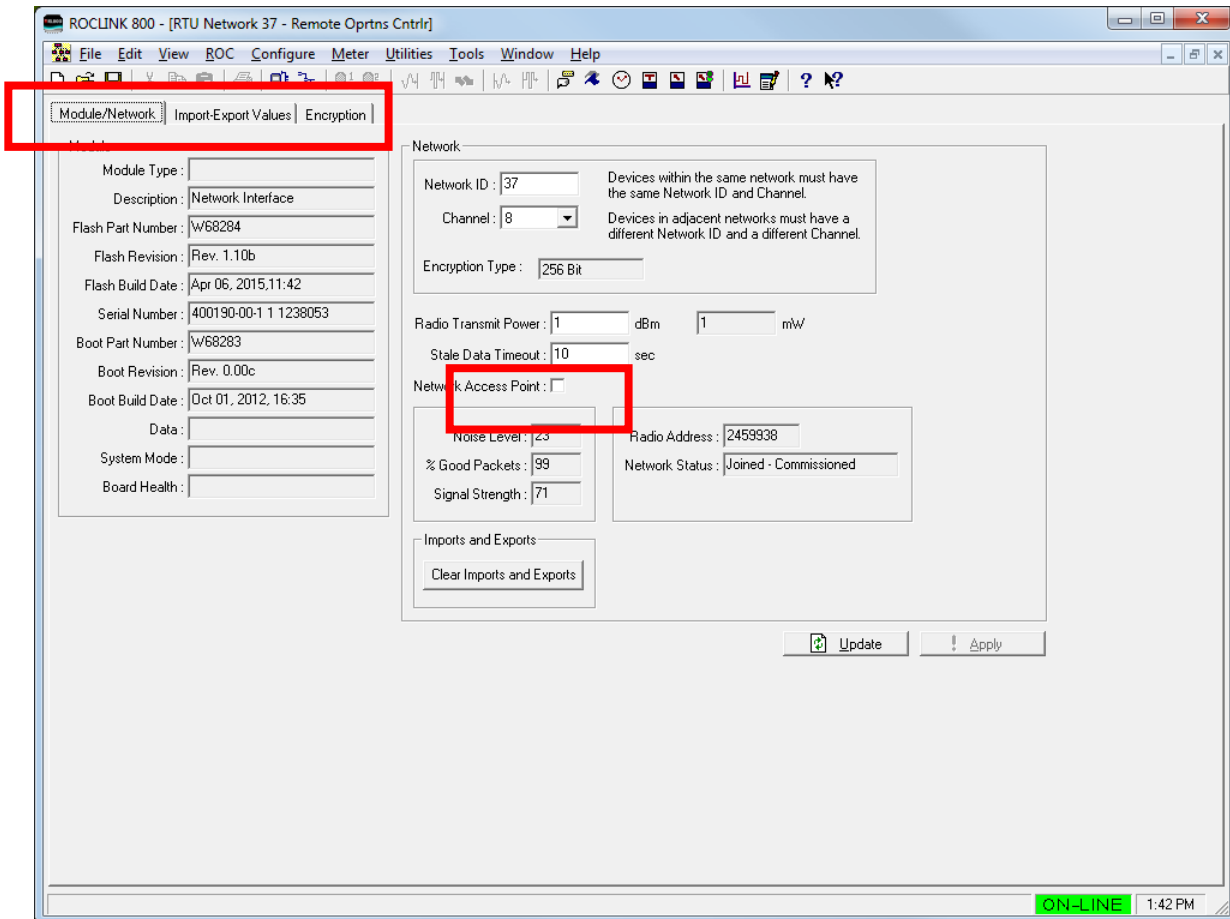 ROCLINK 800 - [RTU Network 37 - Remote Oprtns Cntrlr]
File Edit View ROC Configure Meter Utilities Tools Window Help
Module/Network Import-Export Values Encryption
Network
Module Type :
Description : Network Interface
Flash Part Number : W68284
Flash Revision : Rev. 1.10b
Flash Build Date : Apr 06, 2015,11:42
Serial Number : 400190-00-1 1 1238053
Boot Part Number : W68283
Boot Revision : Rev. 0.00c
Boot Build Date : Oct 01, 2012, 16:35
Data :
System Mode :
Board Health :
Network ID : 37
Devices within the same network must have
the same Network ID and Channel.
Channel : 8
Devices in adjacent networks must have a
different Network ID and a different Channel.
Encryption Type : 256 Bit
Radio Transmit Power : 1 dBm 1 mW
Stale Data Timeout : 10 sec
Network Access Point :
Noise Level : 23
% Good Packets : 99
Signal Strength : 71
Radio Address : 2459938
Network Status : Joined - Commissioned
Imports and Exports
Clear Imports and Exports
Update
! Apply
ON-LINE 1:42 PM